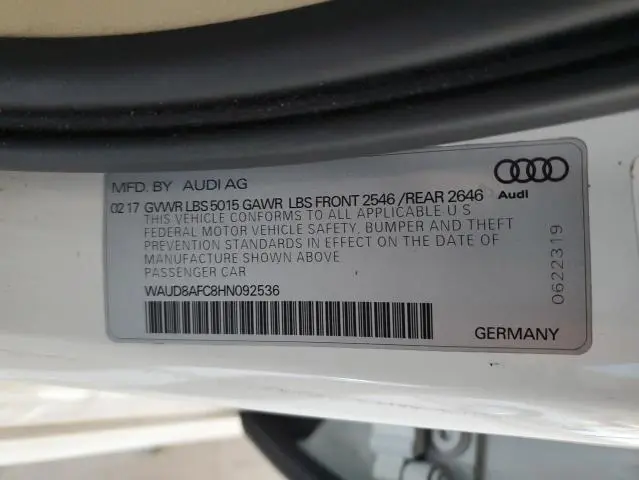 MFD. BY AUDI AG
Audi
02 17 GVWR LBS 5015 GAWR LBS FRONT 2546 /REAR 2646
THIS VEHICLE CONFORMS TO ALL APPLICABLE U S
FEDERAL MOTOR VEHICLE SAFETY, BUMPER AND THEFT
PREVENTION STANDARDS IN EFFECT ON THE DATE OF
MANUFACTURE SHOWN ABOVE
PASSENGER CAR
WAUD8AFC8HN092536
GERMANY
0622319